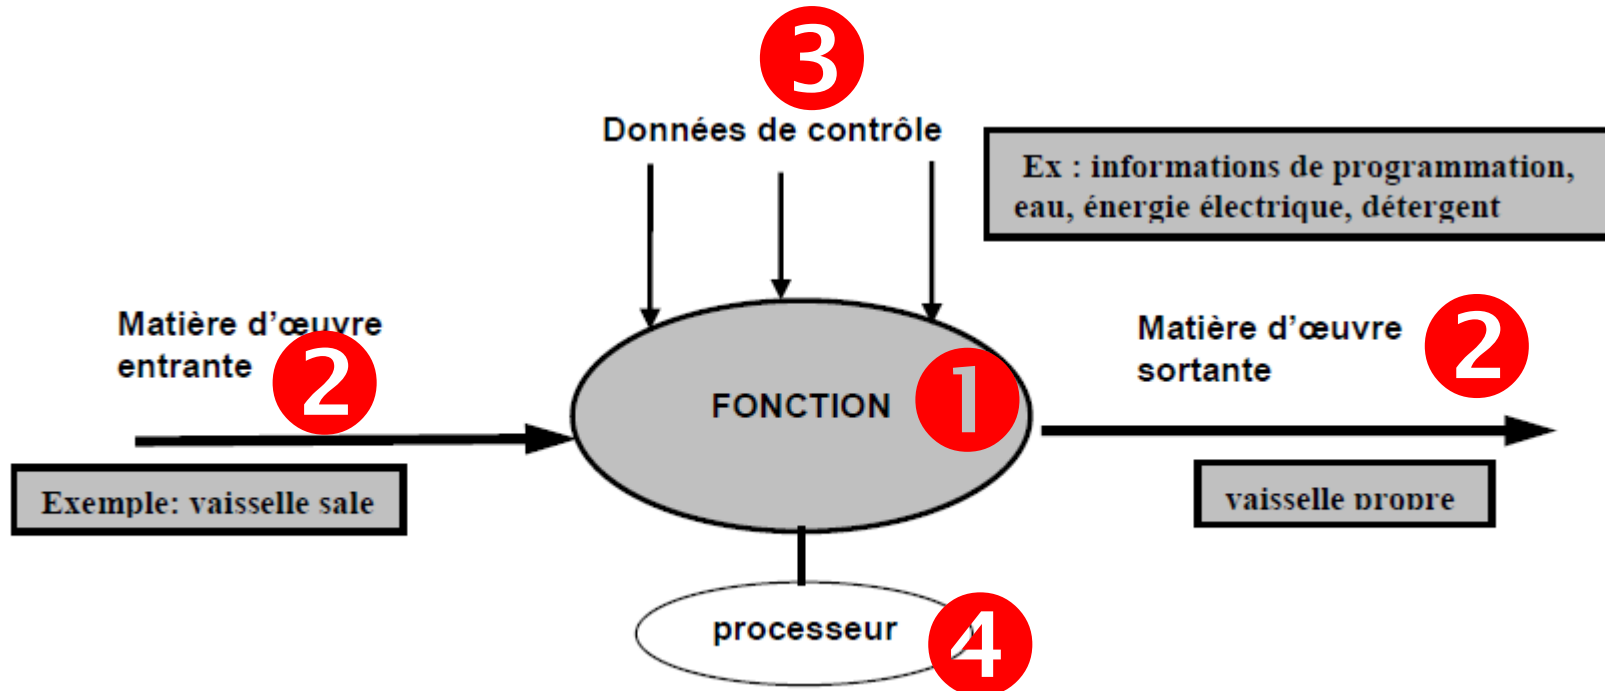 3
Données de contrôle
Ex : informations de programmation,
eau, énergie électrique, détergent
Matière d’œuvre
entrante
2
Matière d’œuvre
sortante
2
FONCTION
1
Exemple: vaisselle sale
vaisselle propre
processeur
4